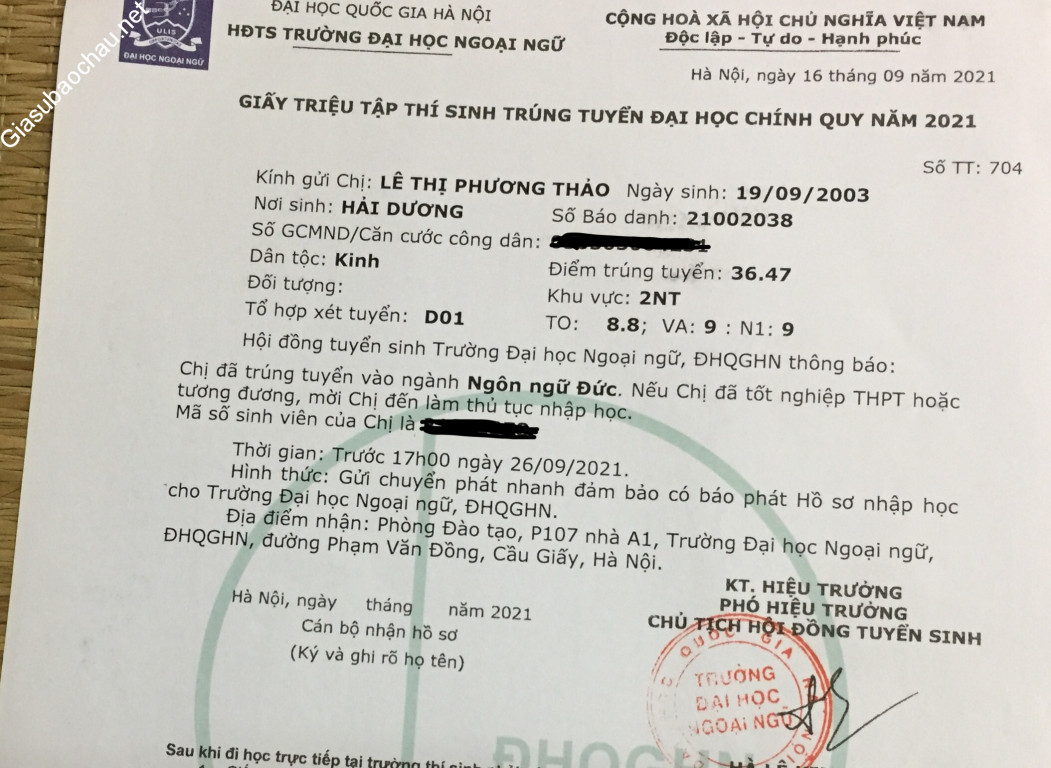 Giasubaochau.net
ULIS
ĐẠI HỌC NGOẠI NGỮ
ĐẠI HỌC QUỐC GIA HÀ NỘI
HĐTS TRƯỜNG ĐẠI HỌC NGOẠI NGỮ
CỘNG HOÀ XÃ HỘI CHỦ NGHĨA VIỆT NAM
Độc lập - Tự do - Hạnh phúc
Hà Nội, ngày 16 tháng 09 năm 2021
GIẤY TRIỆU TẬP THÍ SINH TRÚNG TUYỂN ĐẠI HỌC CHÍNH QUY NĂM 2021
Số TT: 704
Kính gửi Chị: LÊ THỊ PHƯƠNG THẢO Ngày sinh: 19/09/2003
Nơi sinh: HẢI DƯƠNG Số Báo danh: 21002038
Số GCMND/Căn cước công dân:
Dân tộc: Kinh Điểm trúng tuyển: 36.47
Đối tượng: Khu vực: 2NT
Tổ hợp xét tuyển: D01 TO: 8.8; VA: 9 : N1: 9
Hội đồng tuyển sinh Trường Đại học Ngoại ngữ, ĐHQGHN thông báo:
Chị đã trúng tuyển vào ngành Ngôn ngữ Đức. Nếu Chị đã tốt nghiệp THPT hoặc
tương đương, mời Chị đến làm thủ tục nhập học.
Mã số sinh viên của Chị là
Thời gian: Trước 17h00 ngày 26/09/2021.
Hình thức: Gửi chuyển phát nhanh đảm bảo có báo phát Hồ sơ nhập học
cho Trường Đại học Ngoại ngữ, ĐHQGHN.
Địa điểm nhận: Phòng Đào tạo, P107 nhà A1, Trường Đại học Ngoại ngữ,
ĐHQGHN, đường Phạm Văn Đồng, Cầu Giấy, Hà Nội.
Hà Nội, ngày tháng năm 2021
Cán bộ nhận hồ sơ
(Ký và ghi rõ họ tên)
KT. HIỆU TRƯỞNG
PHÓ HIỆU TRƯỞNG
CHỦ TỊCH HỘI ĐỒNG TUYỂN SINH
QUỐC GIA
TRƯỜNG
ĐẠI HỌC
NGOẠI NGỮ
ĐHQGHN
Sau khi đi học trực tiếp tại trường thí sinh